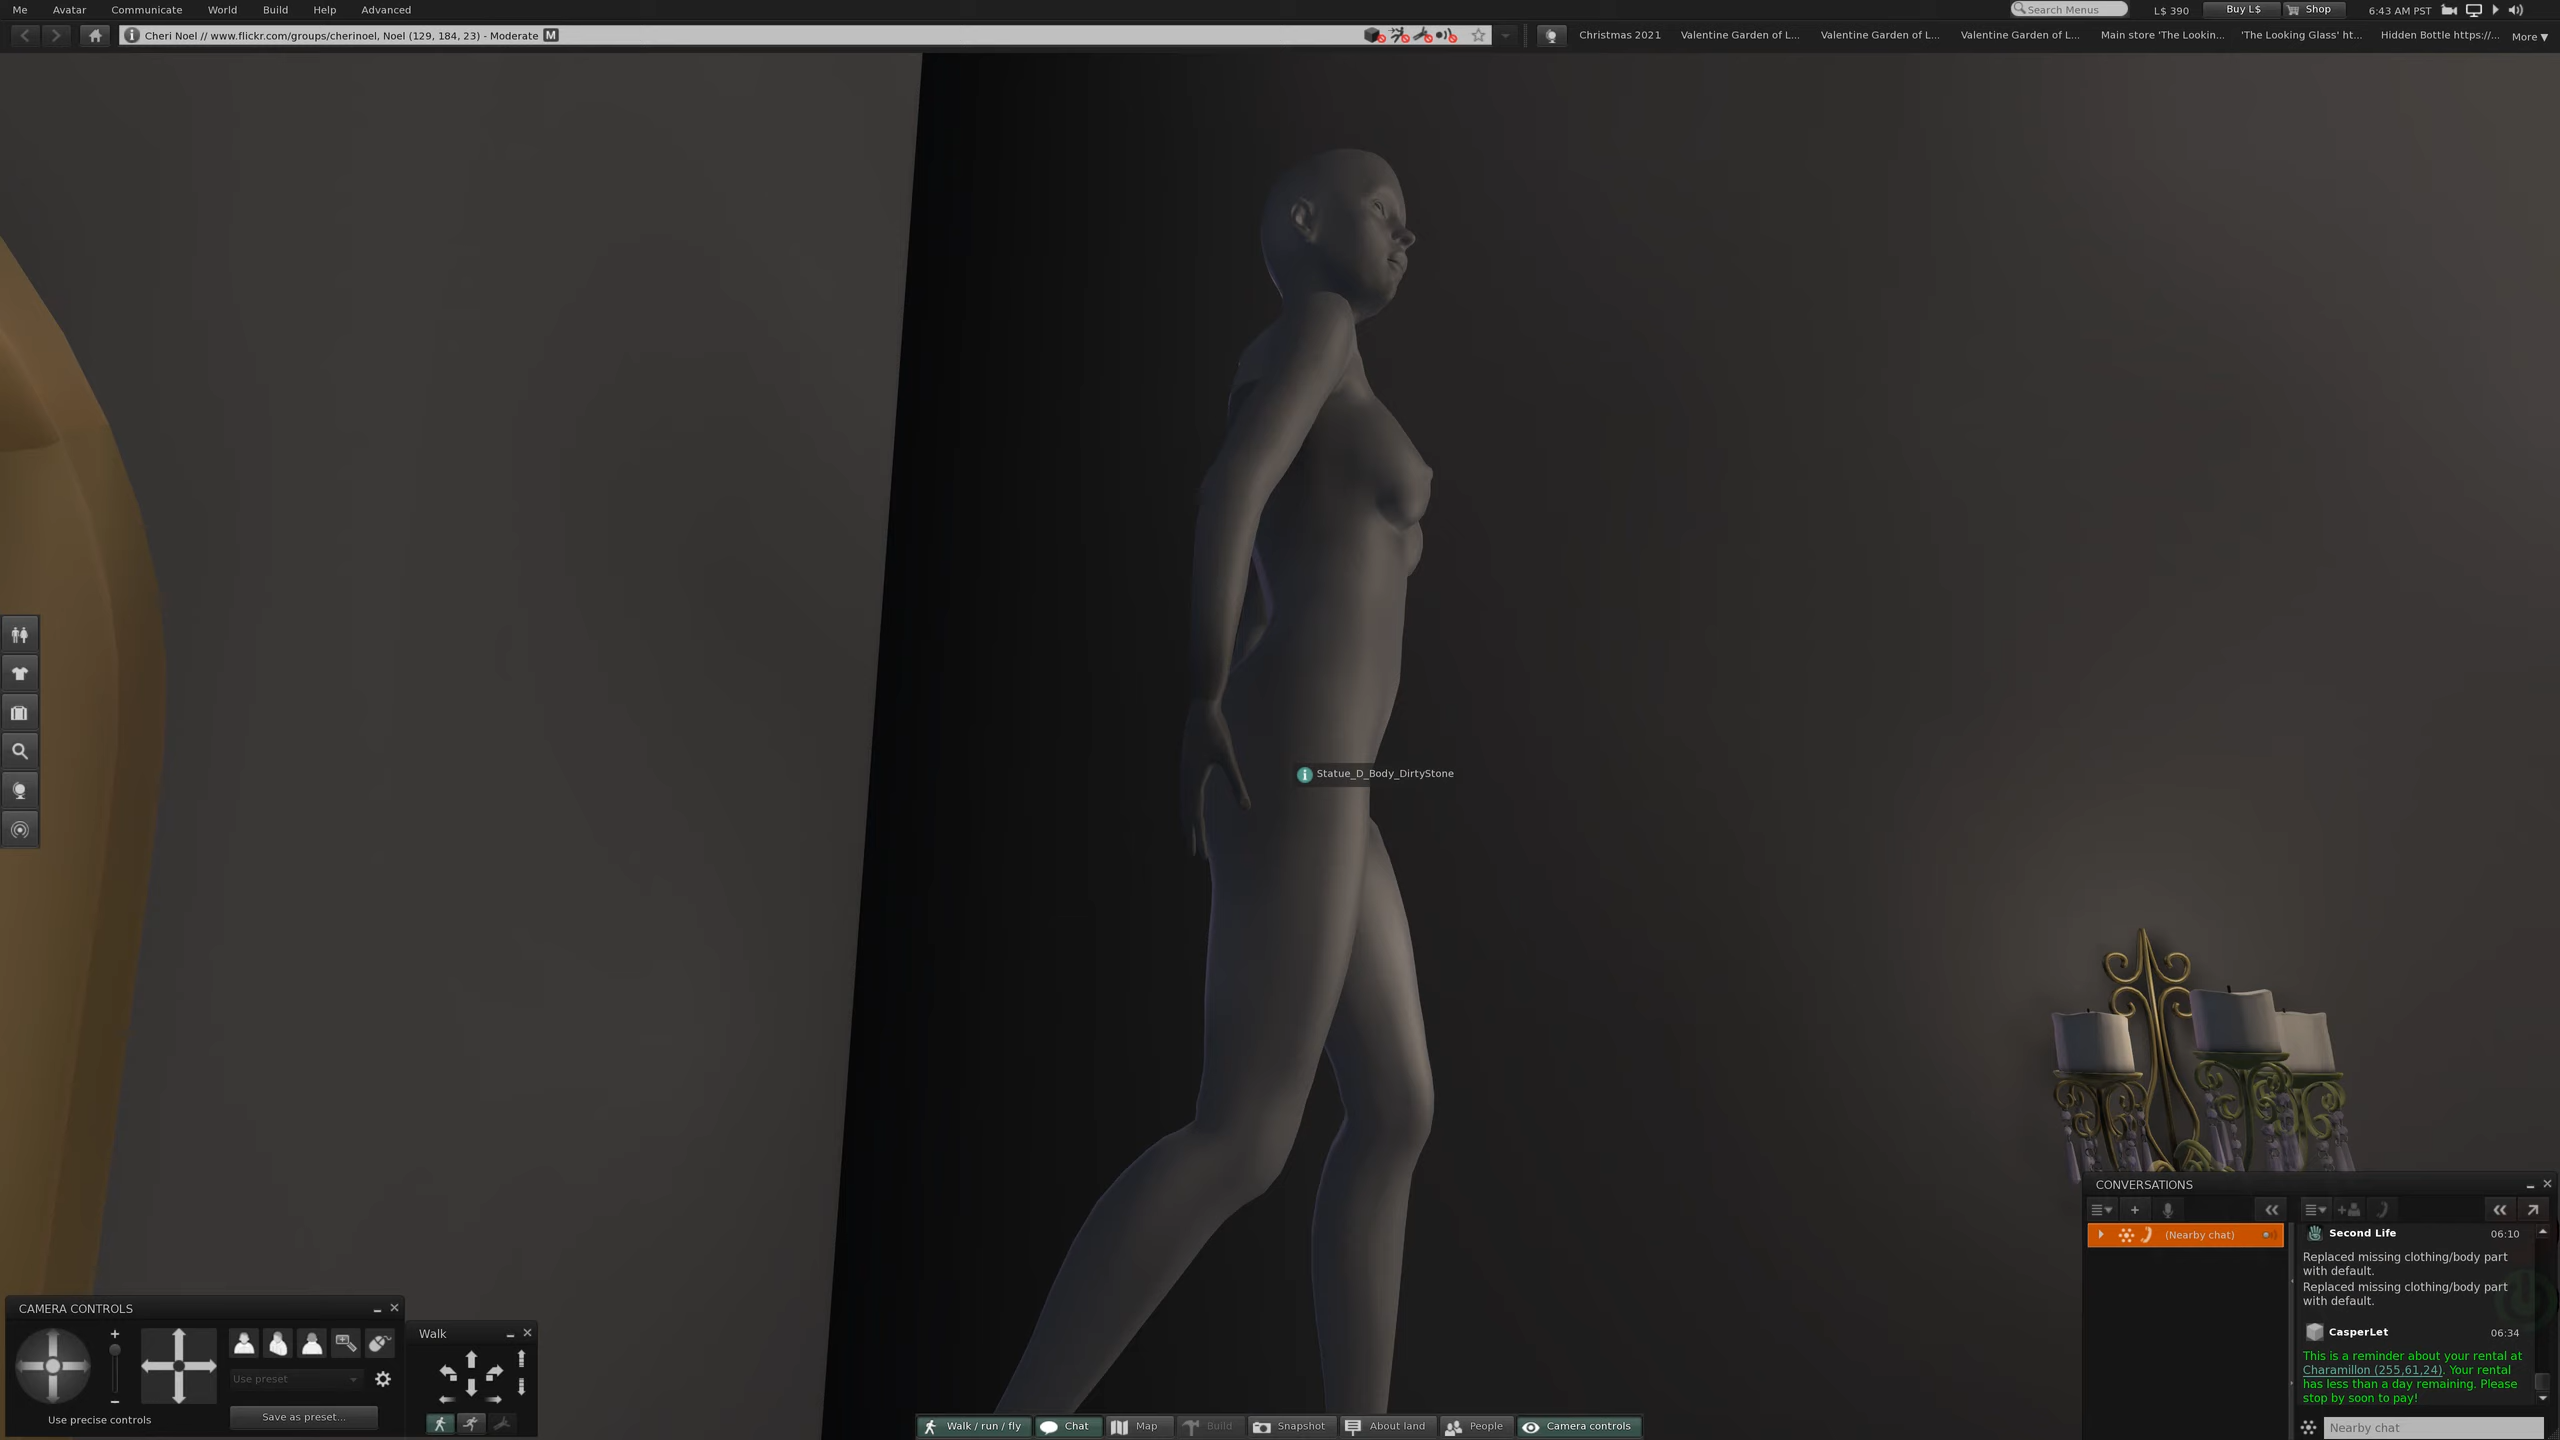 Me Avatar Communicate World Build Help Advanced
Search Menus L$ 390 Buy L$ Shop 6:43 AM PST
Cheri Noel // www.flickr.com/groups/cherinoel, Noel (129, 184, 23) - Moderate M
Christmas 2021 Valentine Garden of L... Valentine Garden of L... Valentine Garden of L... Main store 'The Lookin... 'The Looking Glass' ht... Hidden Bottle https://... More
Statue_D_Body_DirtyStone
CONVERSATIONS
(Nearby chat)
Second Life 06:10
Replaced missing clothing/body part
with default.
Replaced missing clothing/body part
with default.
CasperLet 06:34
This is a reminder about your rental at
Charamillon (255,61,24). Your rental
has less than a day remaining. Please
stop by soon to pay!
Nearby chat
CAMERA CONTROLS
Use preset
Use precise controls
Save as preset...
Walk
Walk / run / fly Chat Map Build Snapshot About land People Camera controls